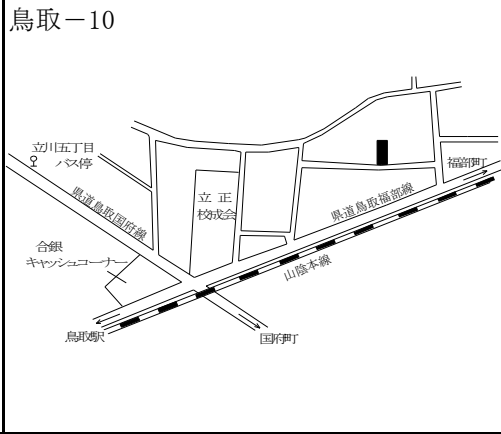 鳥取－10
立川五丁目
バス停
福部町
県道鳥取国府線
立正
校成会
県道鳥取福部線
合銀
キャッシュコーナー
山陰本線
鳥取駅
国府町